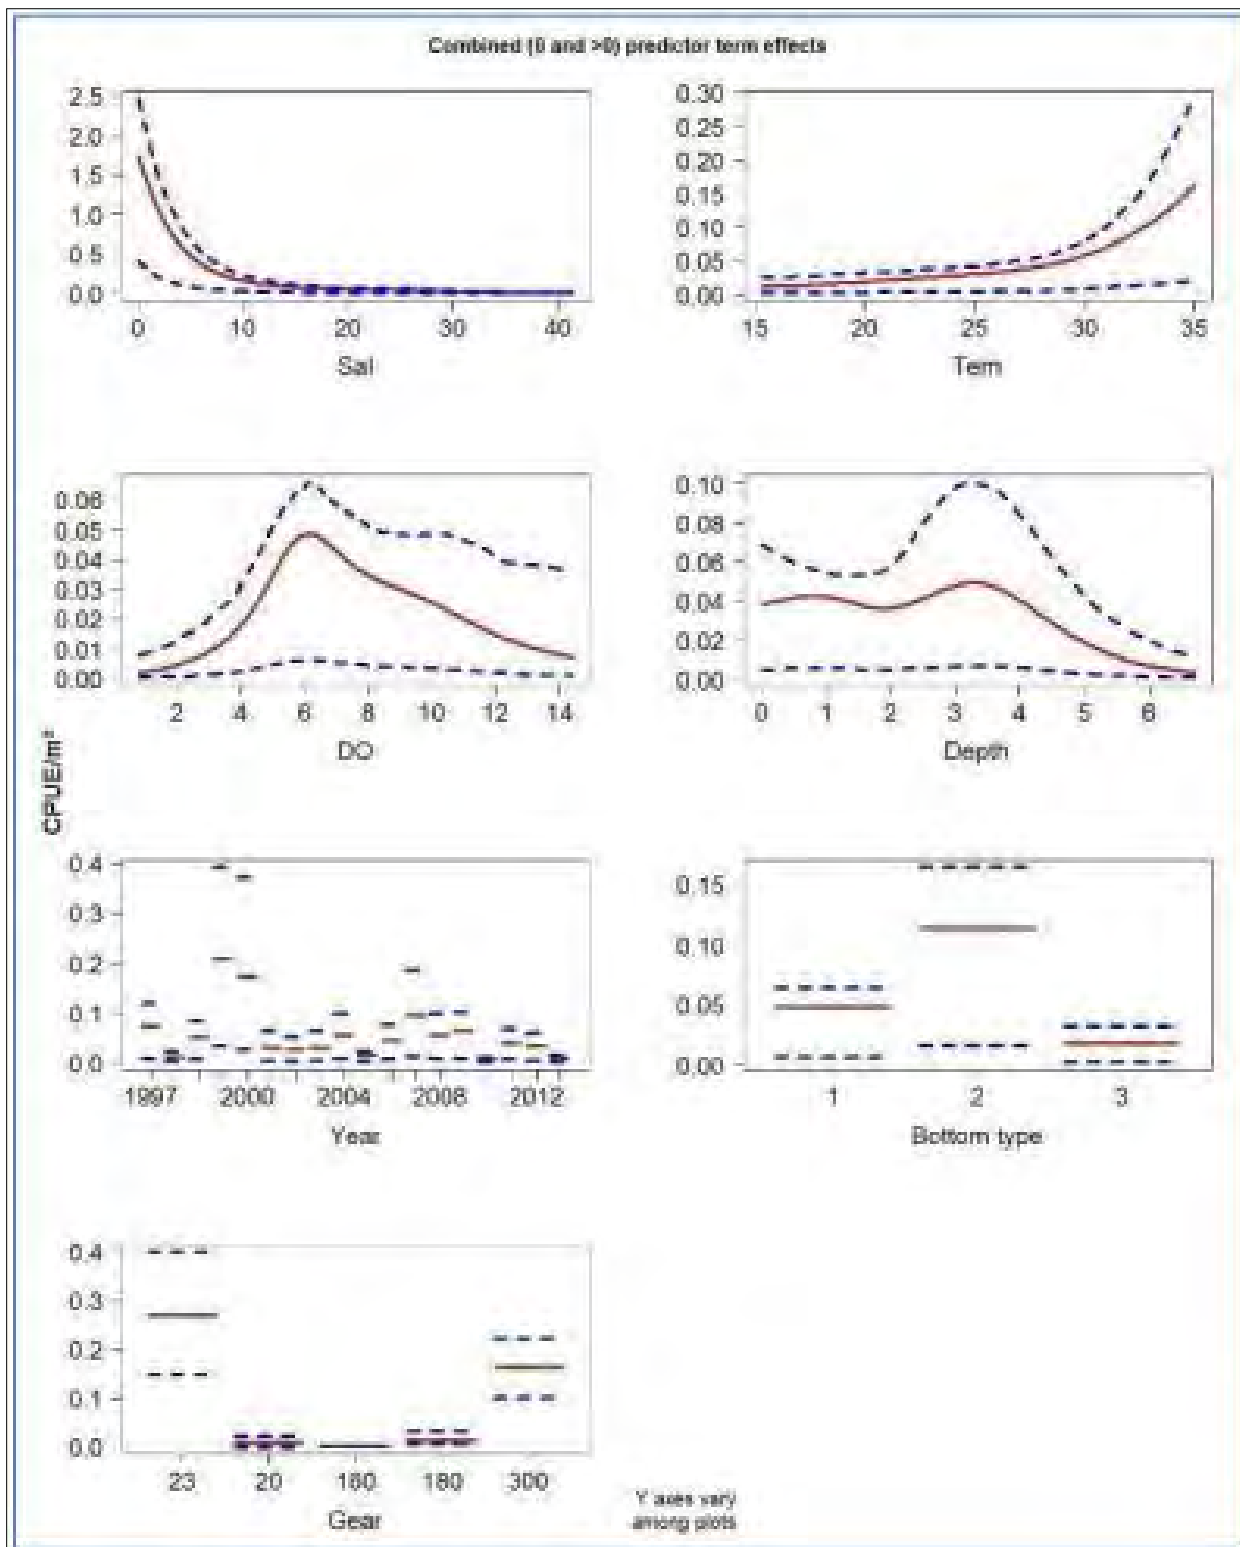 Combined (0 and >0) predictor term effects
2.5
2.0
1.5
1.0
0.5
0.0
0 10 20 30 40
Sal
0.30
0.25
0.20
0.15
0.10
0.05
0.00
15 20 25 30 35
Tem
0.06
0.05
0.04
0.03
0.02
0.01
0.00
2 4 6 8 10 12 14
DO
0.10
0.08
0.06
0.04
0.02
0.00
0 1 2 3 4 5 6
Depth
CPUE/m²
0.4
0.3
0.2
0.1
0.0
1997 2000 2004 2008 2012
Year
0.15
0.10
0.05
0.00
1 2 3
Bottom type
0.4
0.3
0.2
0.1
0.0
23 20 160 180 300
Gear
Y axes vary
among plots